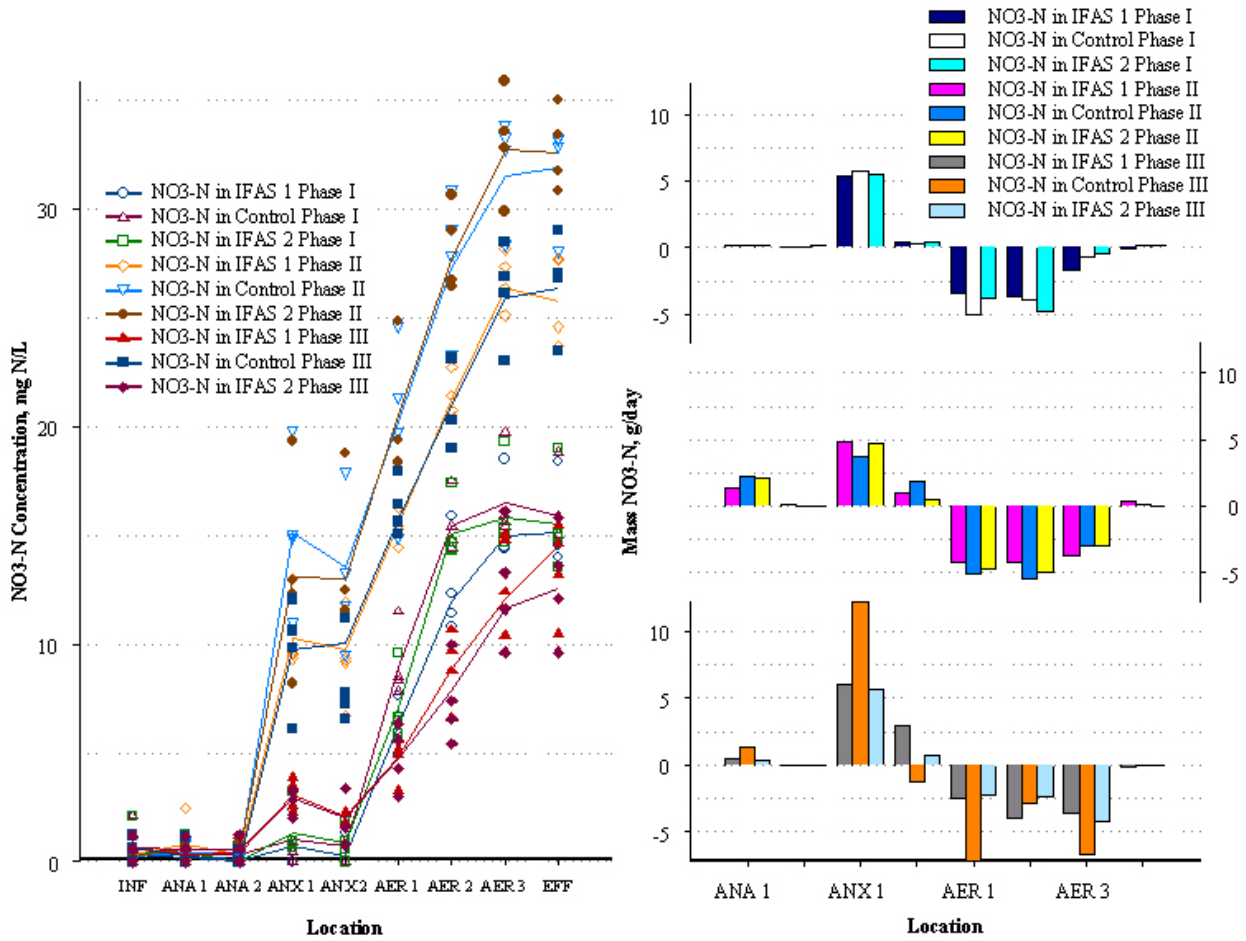 NO3-N in IFAS 1 Phase I
NO3-N in Control Phase I
NO3-N in IFAS 2 Phase I
NO3-N in IFAS 1 Phase II
NO3-N in Control Phase II
NO3-N in IFAS 2 Phase II
NO3-N in IFAS 1 Phase III
NO3-N in Control Phase III
NO3-N in IFAS 2 Phase III
NO3-N Concentration, mg N/L
30
20
10
0
NO3-N in IFAS 1 Phase I
NO3-N in Control Phase I
NO3-N in IFAS 2 Phase I
NO3-N in IFAS 1 Phase II
NO3-N in Control Phase II
NO3-N in IFAS 2 Phase II
NO3-N in IFAS 1 Phase III
NO3-N in Control Phase III
NO3-N in IFAS 2 Phase III
INF ANA 1 ANA 2 ANX 1 ANX 2 AER 1 AER 2 AER 3 EFF
Location
Mass NO3-N, g/day
10
5
0
-5
10
5
0
-5
10
5
0
-5
ANA 1 ANX 1 AER 1 AER 3
Location